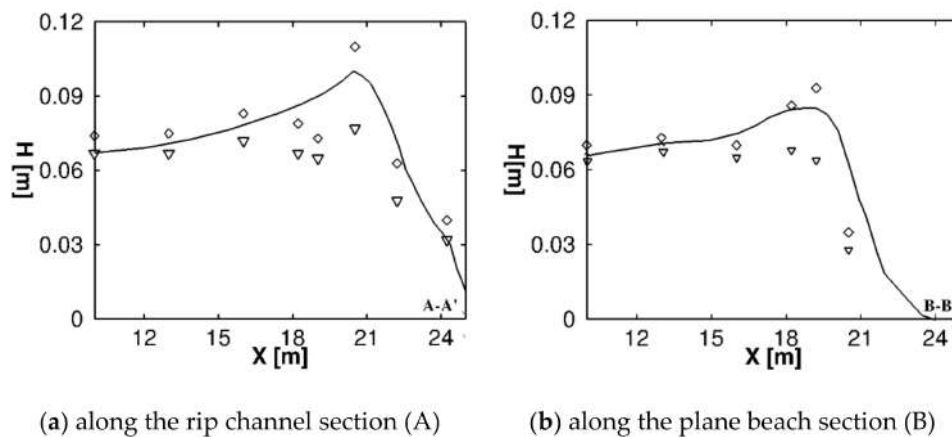 0.12
0.09
0.06
0.03
0
H [m]
12
15
18
21
24
X [m]
A-A'
0.12
0.09
0.06
0.03
0
H[m]
12
15
18
21
24
X [m]
B-B
(a) along the rip channel section (A)
(b) along the plane beach section (B)